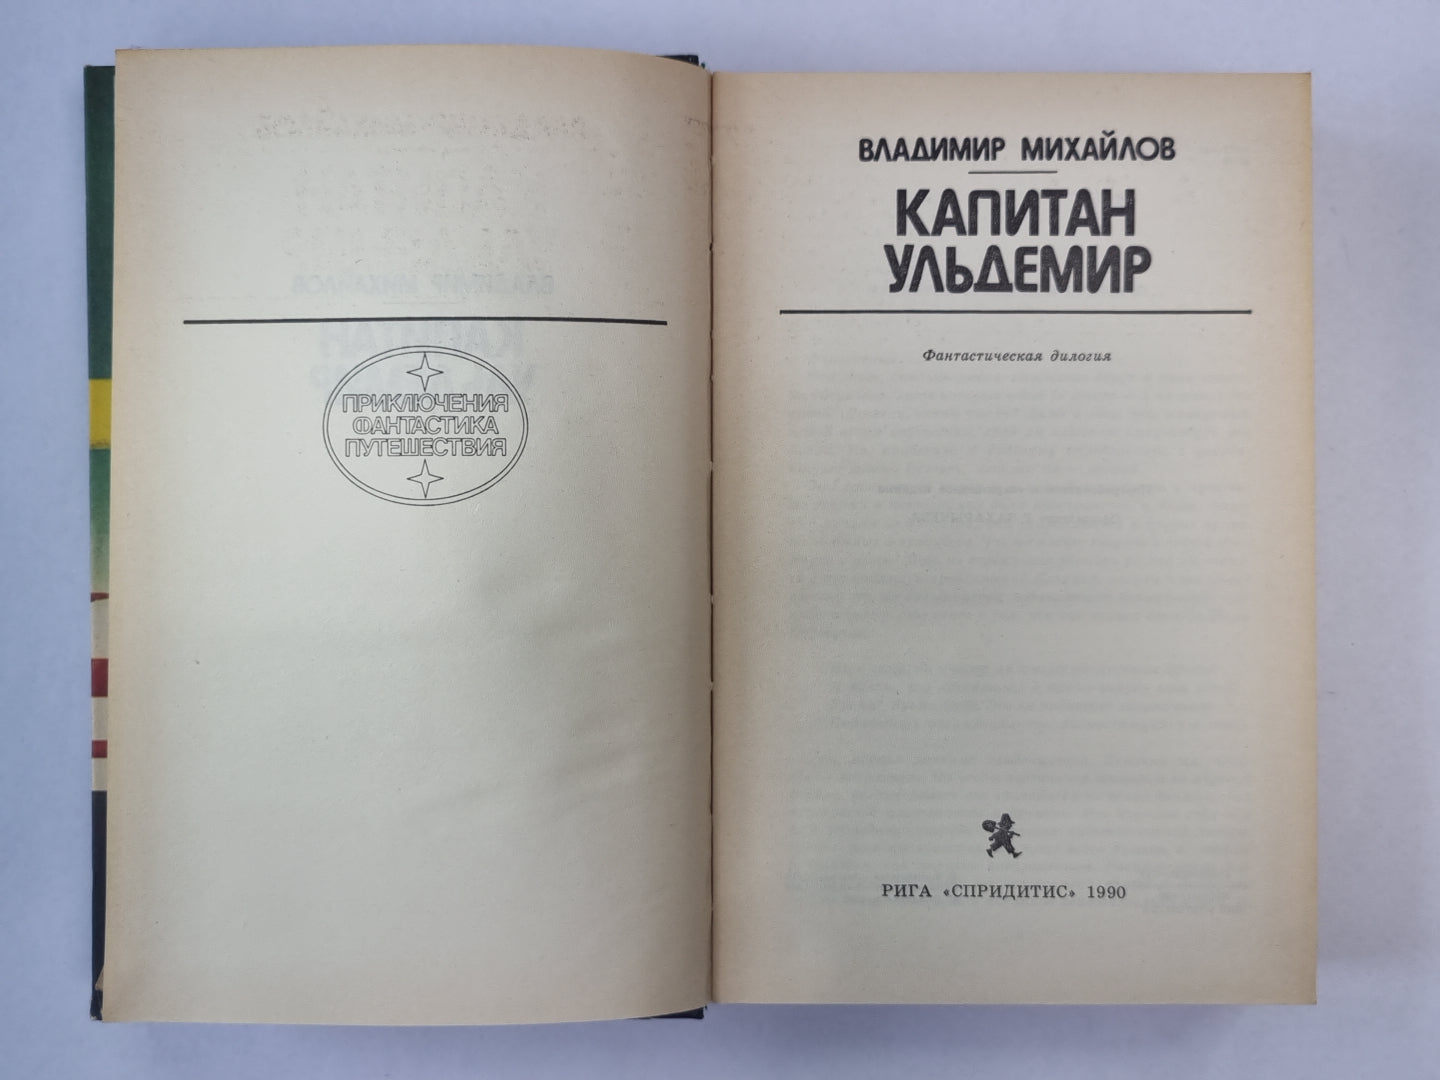 ПРИКЛЮЧЕНИЯ
ФАНТАСТИКА
ПУТЕШЕСТВИЯ
ВЛАДИМИР МИХАЙЛОВ
КАПИТАН
УЛЬДЕМИР
Фантастическая дилогия
РИГА «СПРИДИТИС» 1990